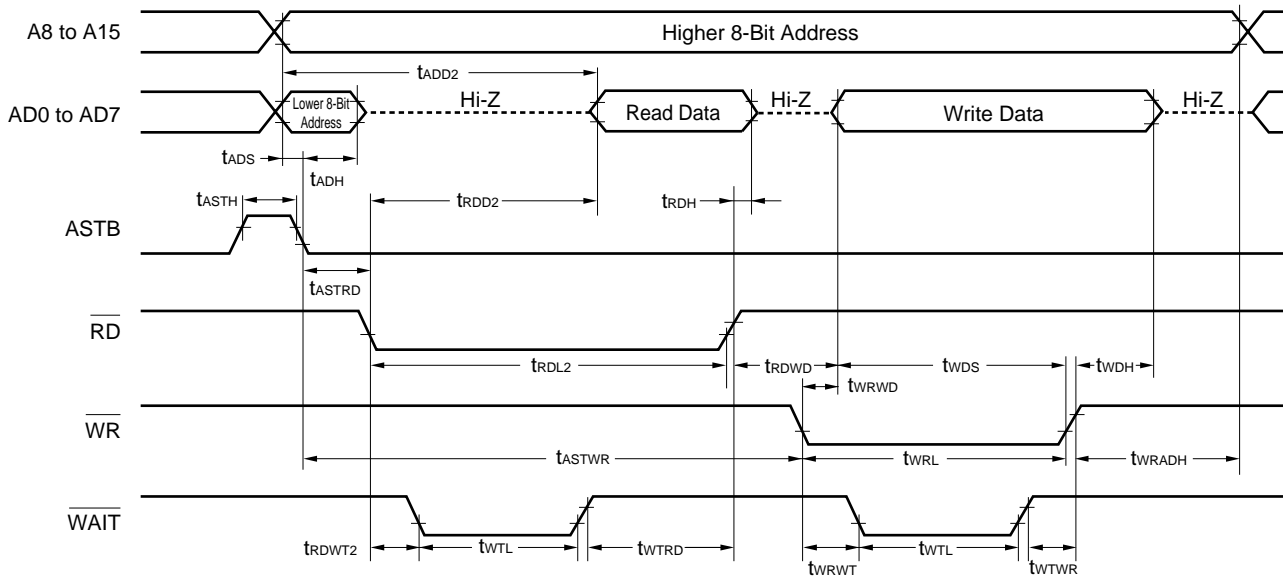 A8 to A15
Higher 8-Bit Address
tADD2
AD0 to AD7
Lower 8-Bit
Address
Hi-Z
Read Data
Hi-Z
Write Data
Hi-Z
tADS
tADH
tASTH
tRDD2
tRDH
ASTB
tASTRD
RD
tRDL2
tRDWD
tWDS
tWDH
tWRWD
WR
tASTWR
tWRL
tWRADH
WAIT
tRDWT2
tWTL
tWTRD
tWRWT
tWTL
tWTWR